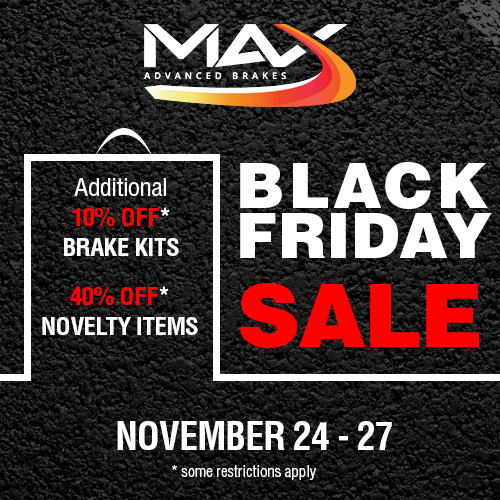 MAX
ADVANCED BRAKES
Additional
10% OFF*
BRAKE KITS
40% OFF*
NOVELTY ITEMS
BLACK
FRIDAY
SALE
NOVEMBER 24 - 27
* some restrictions apply